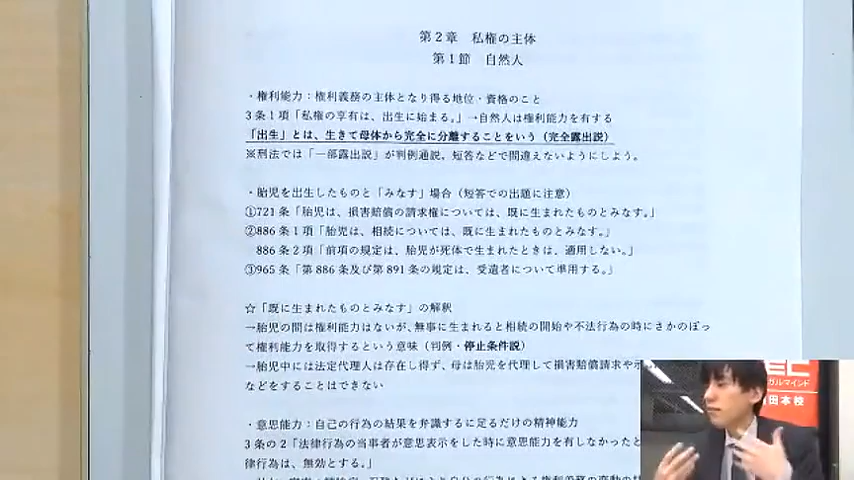 第２章　私権の主体
第１節　自然人
・権利能力：権利義務の主体となり得る地位・資格のこと
3条1項「私権の享有は、出生に始まる。」→自然人は権利能力を有する
「出生」とは、生きて母体から完全に分離することをいう（完全露出説）
※刑法では「一部露出説」が判例通説、短答などで間違えないようにしよう。
・胎児を出生したものと「みなす」場合（短答での出題に注意）
①721条「胎児は、損害賠償の請求権については、既に生まれたものとみなす。」
②886条1項「胎児は、相続については、既に生まれたものとみなす。」
886条2項「前項の規定は、胎児が死体で生まれたときは、適用しない。」
③965条「第886条及び第891条の規定は、受遺者について準用する。」
☆「既に生まれたものとみなす」の解釈
→胎児の間は権利能力はないが、無事に生まれると相続の開始や不法行為の時にさかのぼっ
て権利能力を取得するという意味（判例・停止条件説）
→胎児中には法定代理人は存在し得ず、母は胎児を代理して損害賠償請求や
などをすることはできない
・意思能力：自己の行為の結果を弁識するに足るだけの精神能力
3条の2「法律行為の当事者が意思表示をした時に意思能力を有しなかったと
律行為は、無効とする。」
ガルマインド
田本校